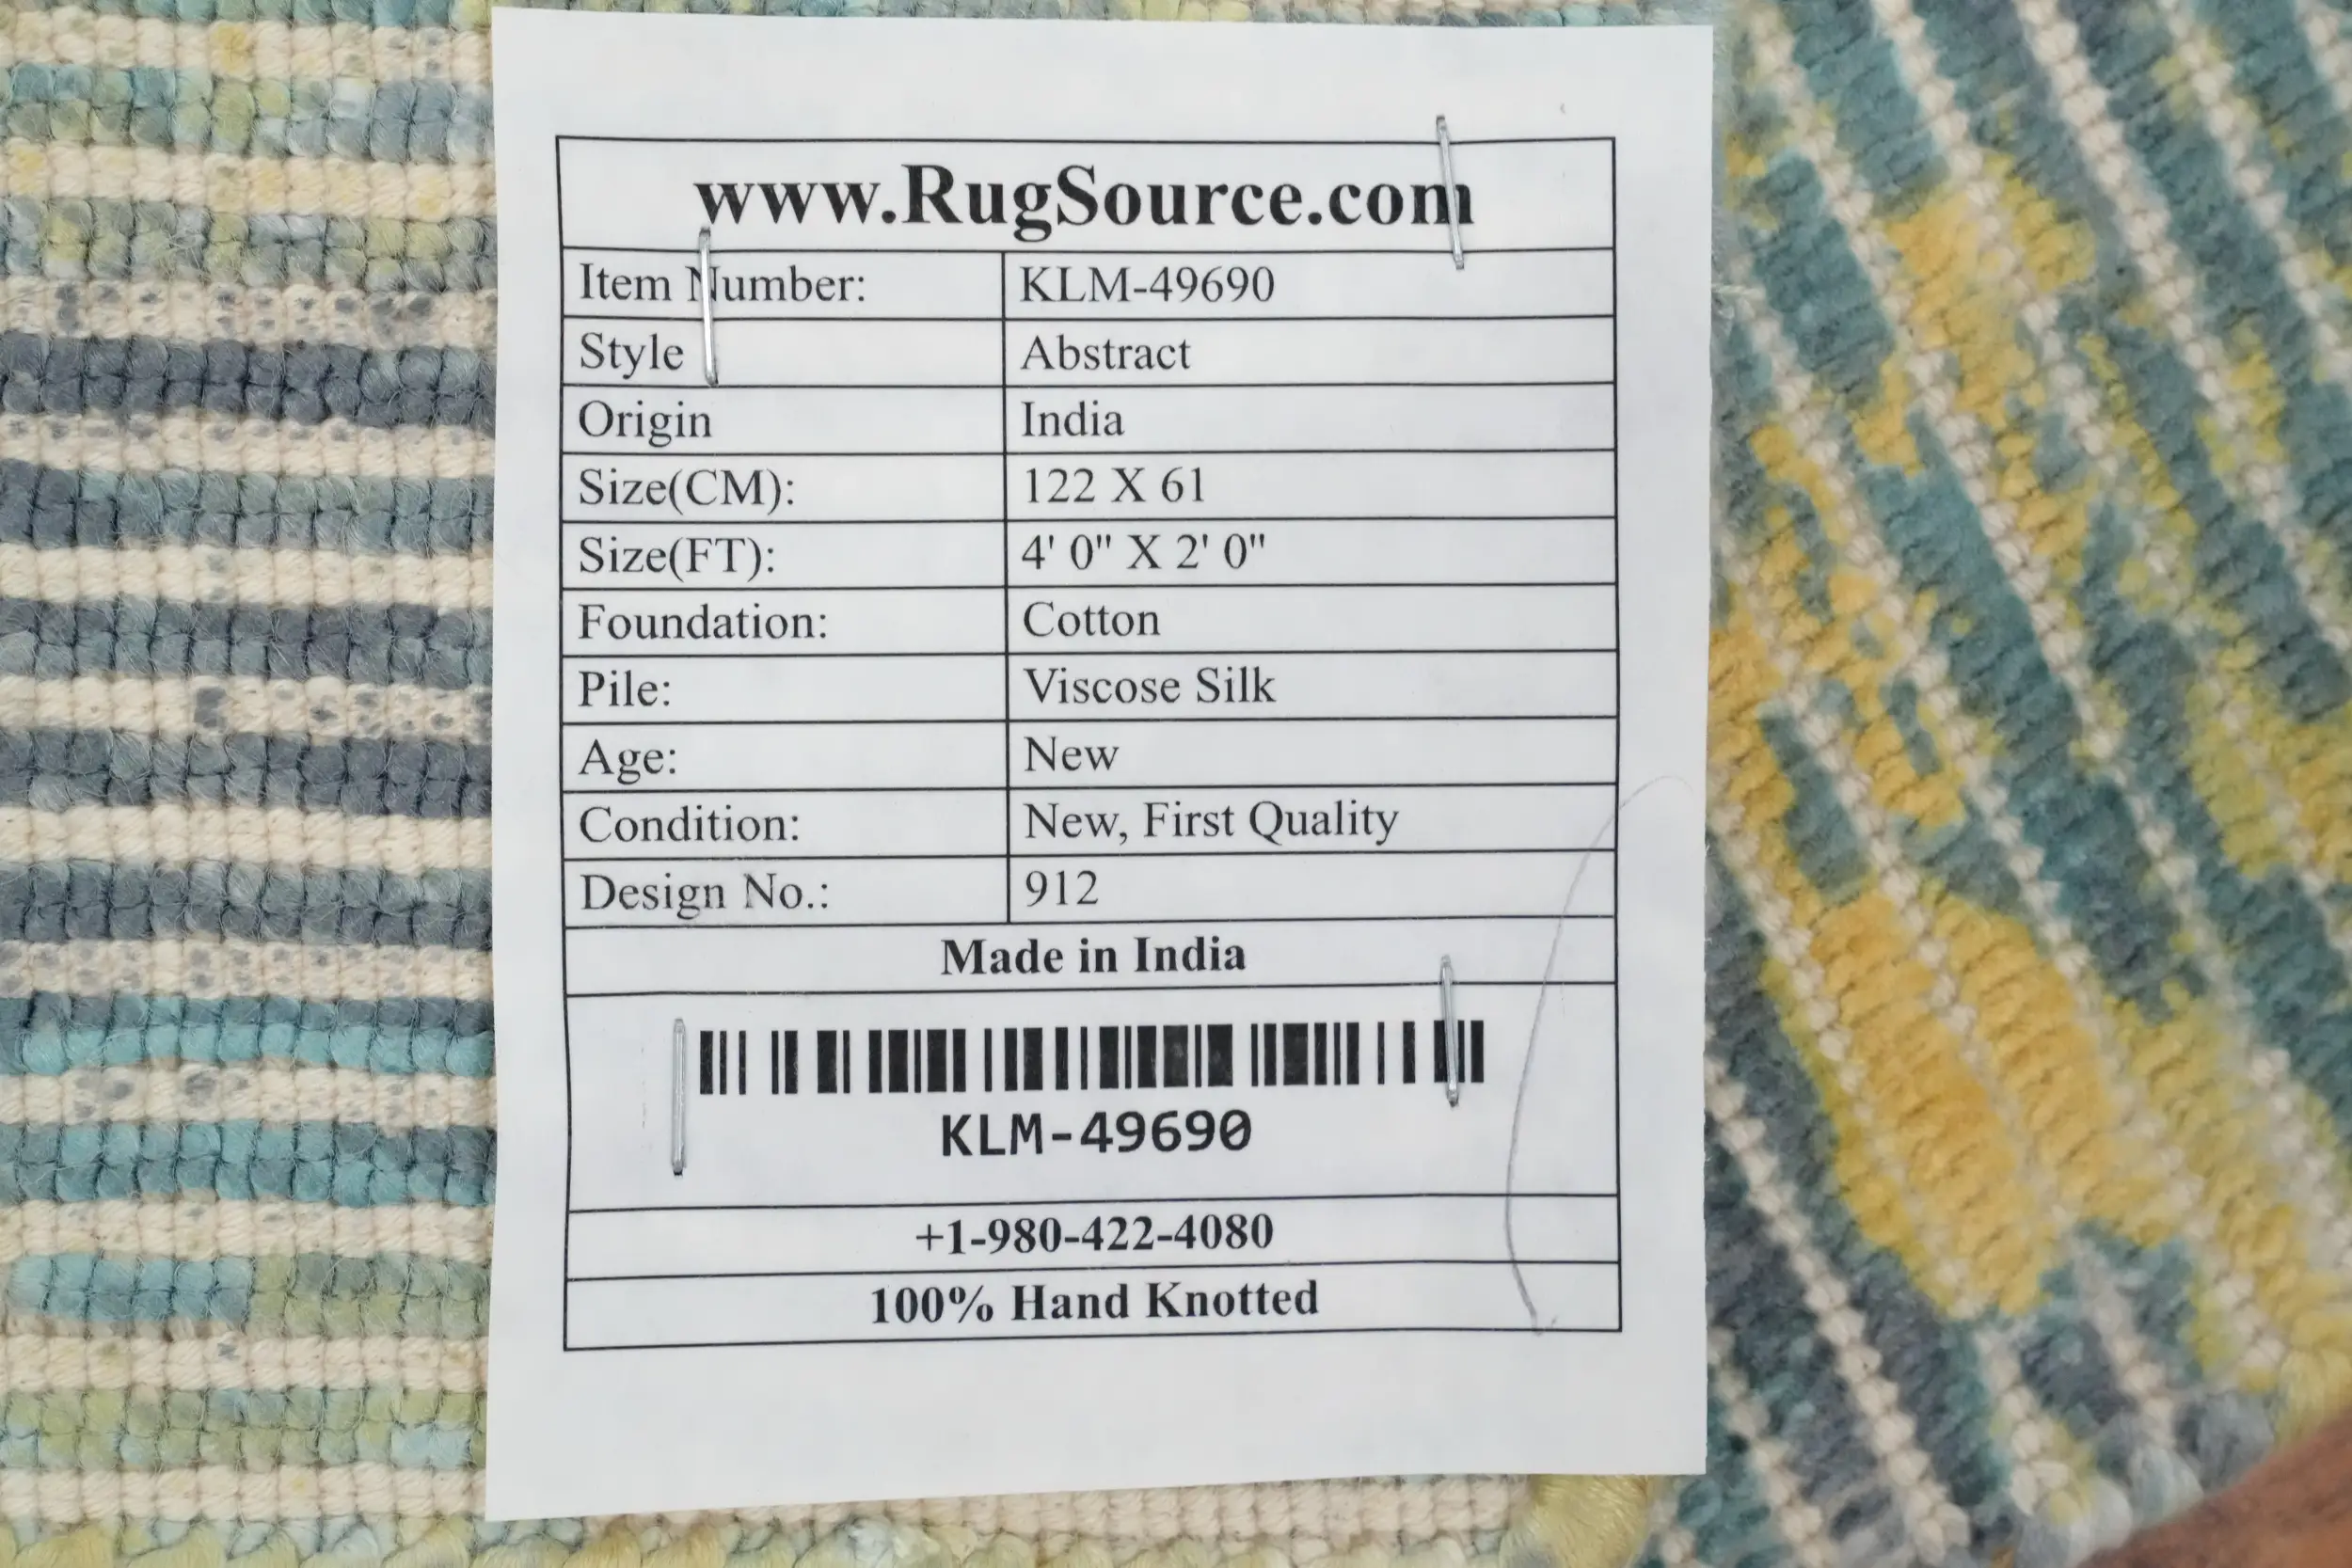 www.RugSource.com
Item Number: KLM-49690
Style Abstract
Origin India
Size(CM): 122 X 61
Size(FT): 4' 0" X 2' 0"
Foundation: Cotton
Pile: Viscose Silk
Age: New
Condition: New, First Quality
Design No.: 912
Made in India
KLM-49690
+1-980-422-4080
100% Hand Knotted